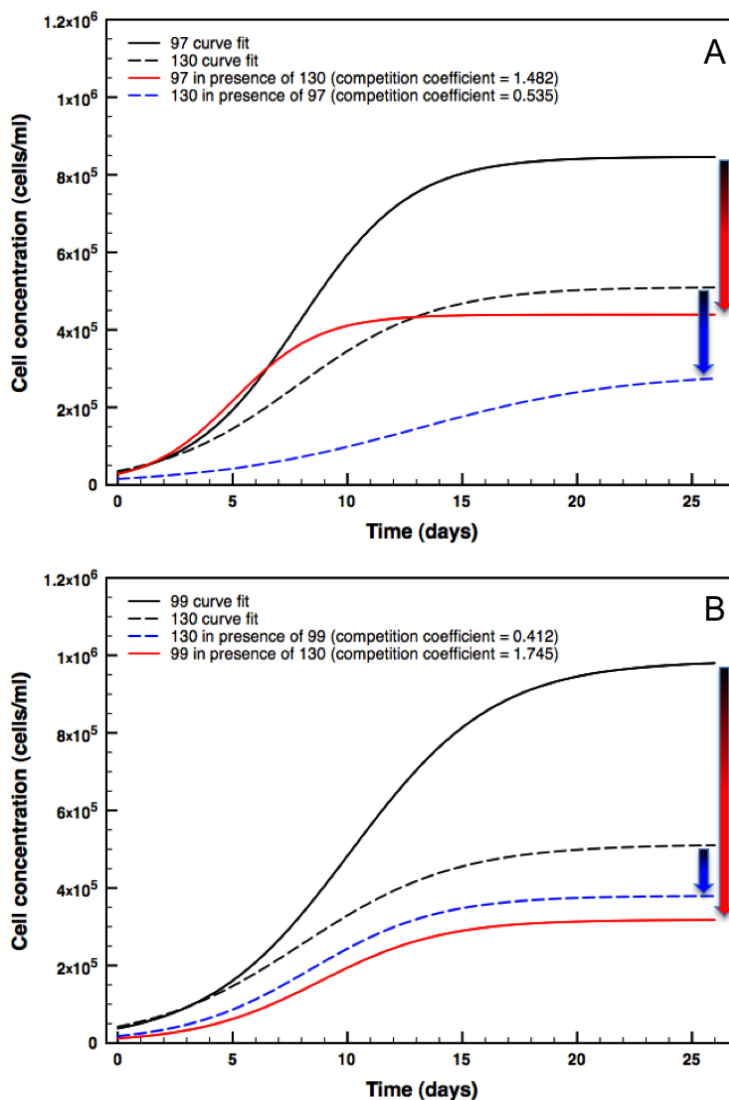 1.2x10⁶
A
97 curve fit
130 curve fit
1x10⁶
97 in presence of 130 (competition coefficient = 1.482)
130 in presence of 97 (competition coefficient = 0.535)
8x10⁵
6x10⁵
4x10⁵
2x10⁵
0
Cell concentration (cells/ml)
0 5 10 15 20 25
Time (days)
1.2x10⁶
B
99 curve fit
130 curve fit
130 in presence of 99 (competition coefficient = 0.412)
1x10⁶
99 in presence of 130 (competition coefficient = 1.745)
8x10⁵
6x10⁵
4x10⁵
2x10⁵
0
Cell concentration (cells/ml)
0 5 10 15 20 25
Time (days)